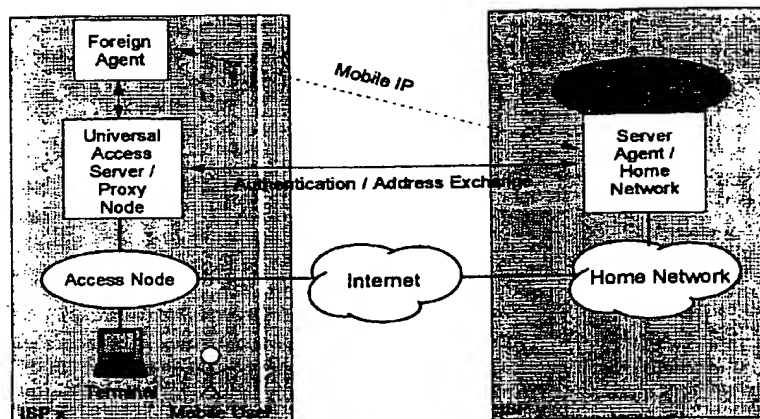 Foreign
Agent
Mobile IP
Universal
Access
Server /
Proxy
Node
Server
Agent /
Home
Network
Authentication / Address Exchange
Access Node
Internet
Home Network
Terminal
ISP x
Mobile User